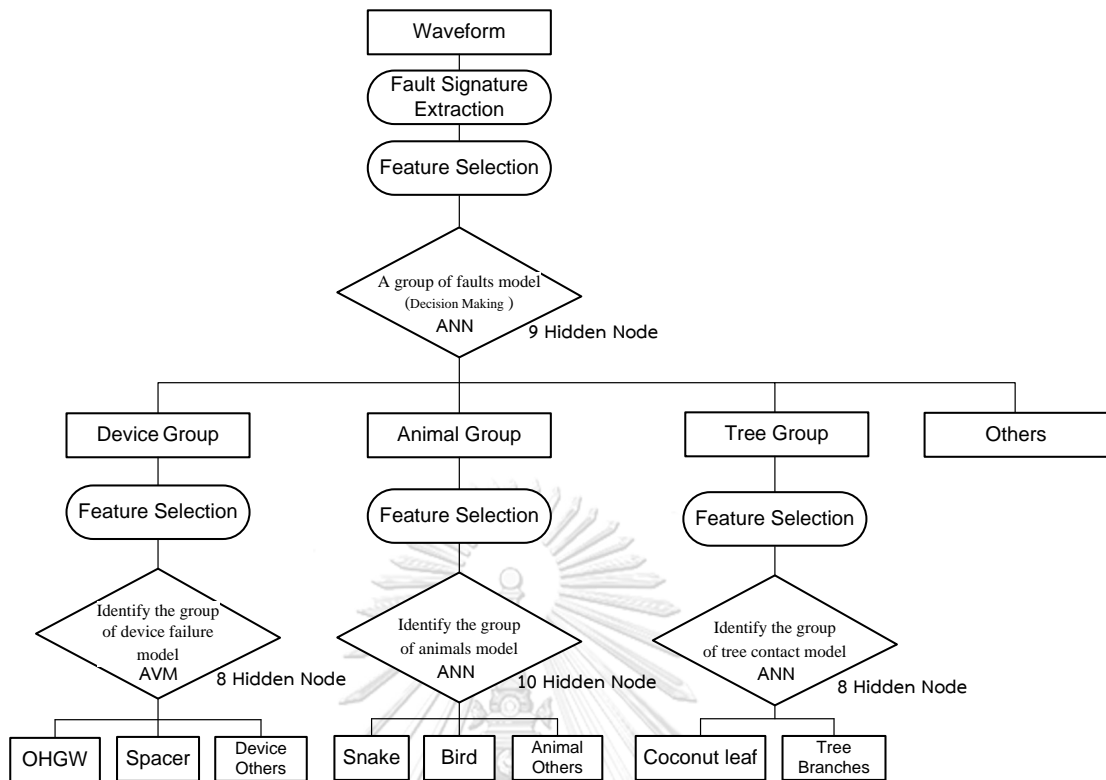 Waveform
Fault Signature
Extraction
Feature Selection
A group of faults model
(Decision Making )
ANN
9 Hidden Node
Device Group
Animal Group
Tree Group
Others
Feature Selection
Feature Selection
Feature Selection
Identify the group
of device failure
model
AVM
8 Hidden Node
Identify the group
of animals model
ANN
10 Hidden Node
Identify the group
of tree contact model
ANN
8 Hidden Node
OHGW
Spacer
Device
Others
Snake
Bird
Animal
Others
Coconut leaf
Tree
Branches